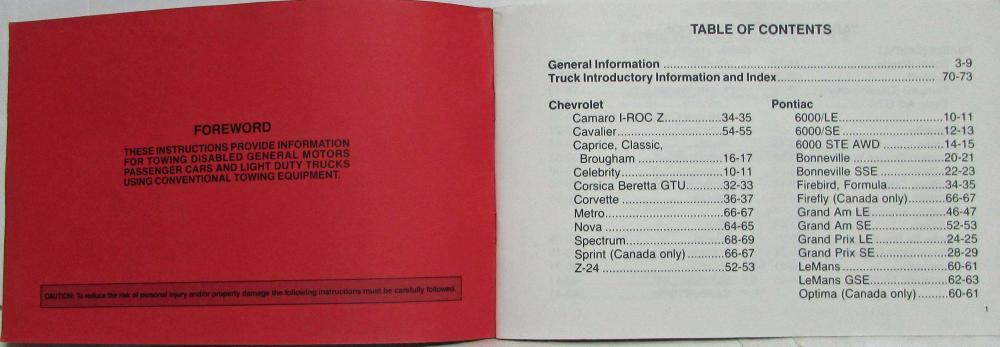 FOREWORD
THESE INSTRUCTIONS PROVIDE INFORMATION
FOR TOWING DISABLED GENERAL MOTORS
PASSENGER CARS AND LIGHT DUTY TRUCKS
USING CONVENTIONAL TOWING EQUIPMENT.
CAUTION: To reduce the risk of personal injury and/or property damage the following instructions must be carefully followed.
TABLE OF CONTENTS
General Information ........ 3-9
Truck Introductory Information and Index........ 70-73
Chevrolet
Camaro I-ROC Z........34-35
Cavalier........54-55
Caprice, Classic,
Brougham ........16-17
Celebrity........10-11
Corsica Beretta GTU........32-33
Corvette ........36-37
Metro........66-67
Nova ........64-65
Spectrum........68-69
Sprint (Canada only) ........66-67
Z-24 ........52-53
Pontiac
6000/LE........10-11
6000/SE ........12-13
6000 STE AWD ........14-15
Bonneville ........20-21
Bonneville SSE ........22-23
Firebird, Formula........34-35
Firefly (Canada only)........66-67
Grand Am LE........46-47
Grand Am SE........52-53
Grand Prix LE ........24-25
Grand Prix SE........28-29
LeMans........60-61
LeMans GSE........62-63
Optima (Canada only)........60-61
1